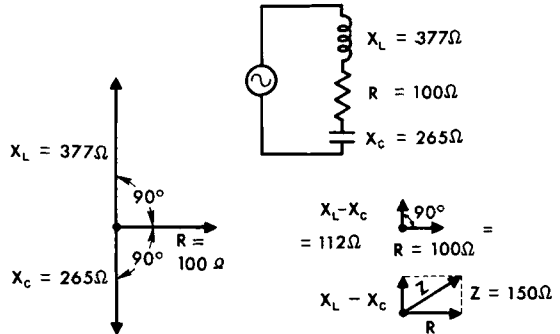 X_L = 377Ω
R = 100Ω
X_C = 265Ω
X_L = 377Ω
90°
90°
R =
100 Ω
X_C = 265Ω
X_L-X_C
= 112Ω
90°
=
R = 100Ω
X_L - X_C
Z
Z = 150Ω
R